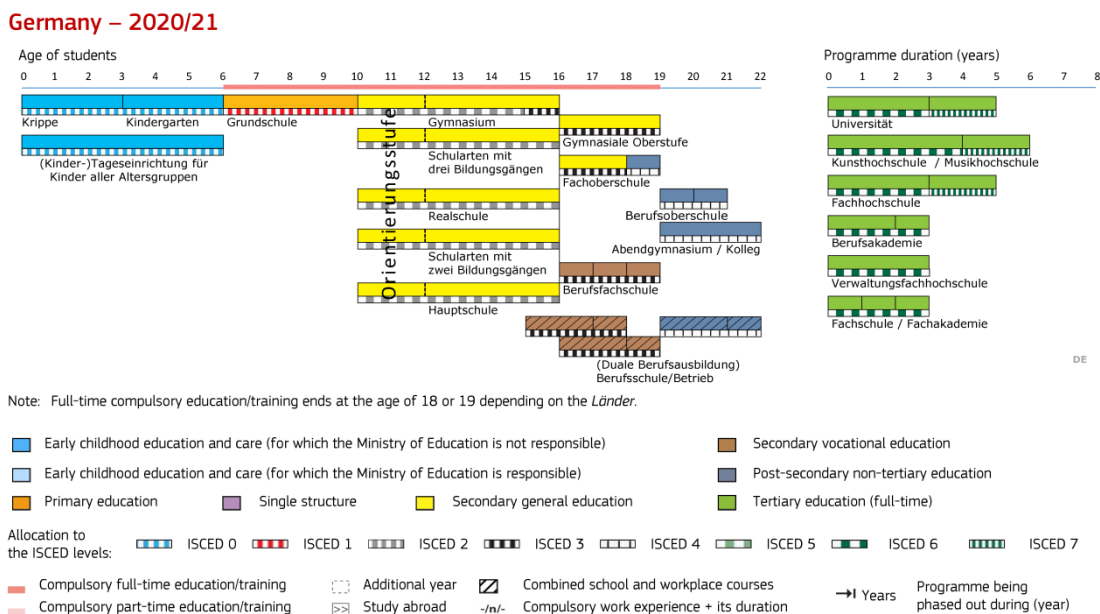 Germany – 2020/21
Age of students
Programme duration (years)
0 1 2 3 4 5 6 7 8 9 10 11 12 13 14 15 16 17 18 19 20 21 22
0 1 2 3 4 5 6 7 8
Krippe
Kindergarten
Grundschule
Gymnasium
(Kinder-)Tageseinrichtung für
Kinder aller Altersgruppen
Orientierungsstufe
Schularten mit
drei Bildungsgängen
Realschule
Schularten mit
zwei Bildungsgängen
Hauptschule
Gymnasiale Oberstufe
Fachoberschule
Berufsoberschule
Abendgymnasium / Kolleg
Berufsfachschule
(Duale Berufsausbildung)
Berufsschule/Betrieb
Universität
Kunsthochschule / Musikhochschule
Fachhochschule
Berufsakademie
Verwaltungsfachhochschule
Fachschule / Fachakademie
DE
Note: Full-time compulsory education/training ends at the age of 18 or 19 depending on the Länder.
Early childhood education and care (for which the Ministry of Education is not responsible)
Secondary vocational education
Early childhood education and care (for which the Ministry of Education is responsible)
Post-secondary non-tertiary education
Primary education
Single structure
Secondary general education
Tertiary education (full-time)
Allocation to
the ISCED levels:
ISCED 0
ISCED 1
ISCED 2
ISCED 3
ISCED 4
ISCED 5
ISCED 6
ISCED 7
Compulsory full-time education/training
Additional year
Combined school and workplace courses
Years
Programme being
phased out during (year)
Compulsory part-time education/training
>> Study abroad
-/n/- Compulsory work experience + its duration